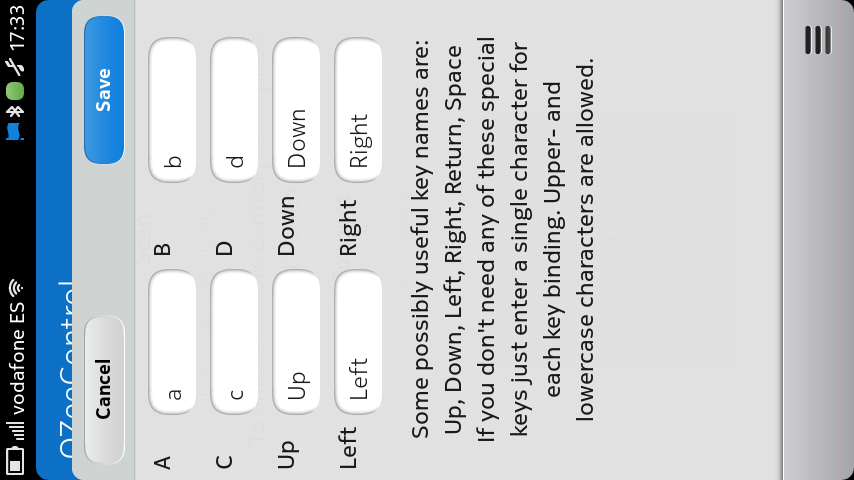 vodafone ES 17:33
QZeeControl
Cancel Save
A a B b
C c D d
Up Up Down Down
Left Left Right Right
Some possibly useful key names are:
Up, Down, Left, Right, Return, Space
If you don't need any of these special
keys just enter a single character for
each key binding. Upper- and
lowercase characters are allowed.